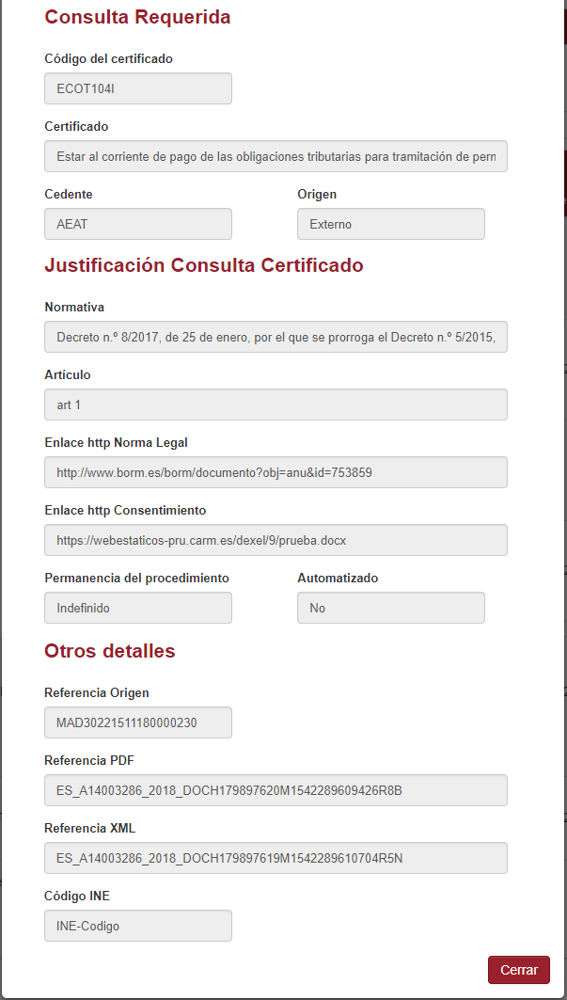 Consulta Requerida
Código del certificado
ECOT104I
Certificado
Estar al corriente de pago de las obligaciones tributarias para tramitación de perm
Cedente Origen
AEAT Externo
Justificación Consulta Certificado
Normativa
Decreto n.º 8/2017, de 25 de enero, por el que se prorroga el Decreto n.º 5/2015,
Artículo
art 1
Enlace http Norma Legal
http://www.borm.es/borm/documento?obj=anu&id=753859
Enlace http Consentimiento
https://webestaticos-pru.carm.es/dexel/9/prueba.docx
Permanencia del procedimiento Automatizado
Indefinido No
Otros detalles
Referencia Origen
MAD30221511180000230
Referencia PDF
ES_A14003286_2018_DOCH179897620M1542289609426R8B
Referencia XML
ES_A14003286_2018_DOCH179897619M1542289610704R5N
Código INE
INE-Codigo
Cerrar